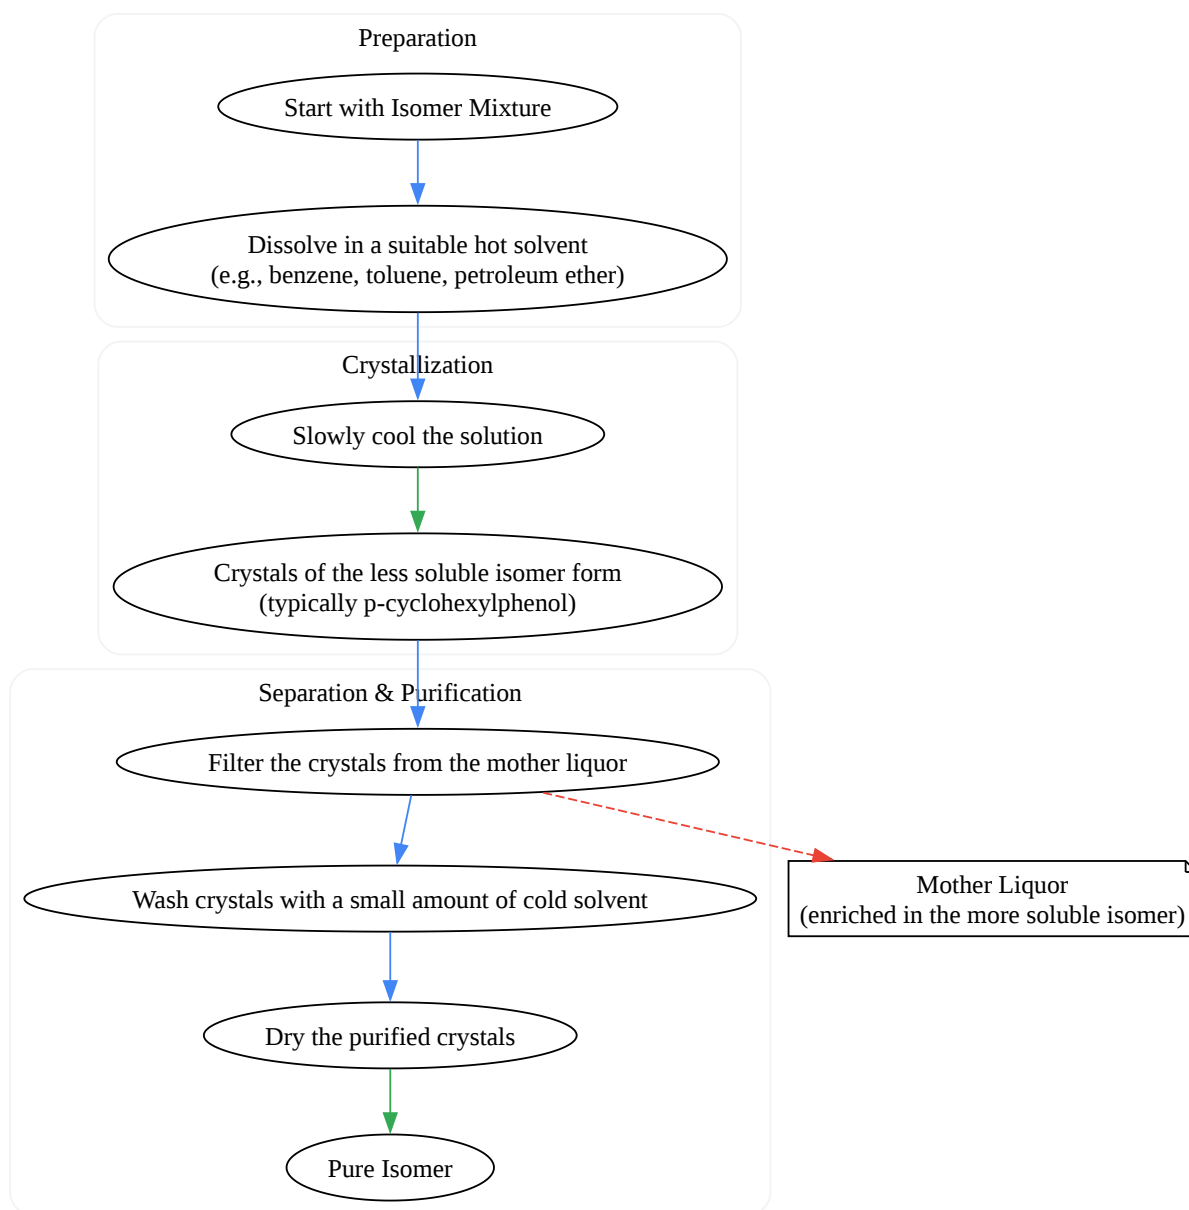 Preparation
Start with Isomer Mixture
Dissolve in a suitable hot solvent
(e.g., benzene, toluene, petroleum ether)
Crystallization
Slowly cool the solution
Crystals of the less soluble isomer form
(typically p-cyclohexylphenol)
Separation & Purification
Filter the crystals from the mother liquor
Wash crystals with a small amount of cold solvent
Mother Liquor
(enriched in the more soluble isomer)
Dry the purified crystals
Pure Isomer